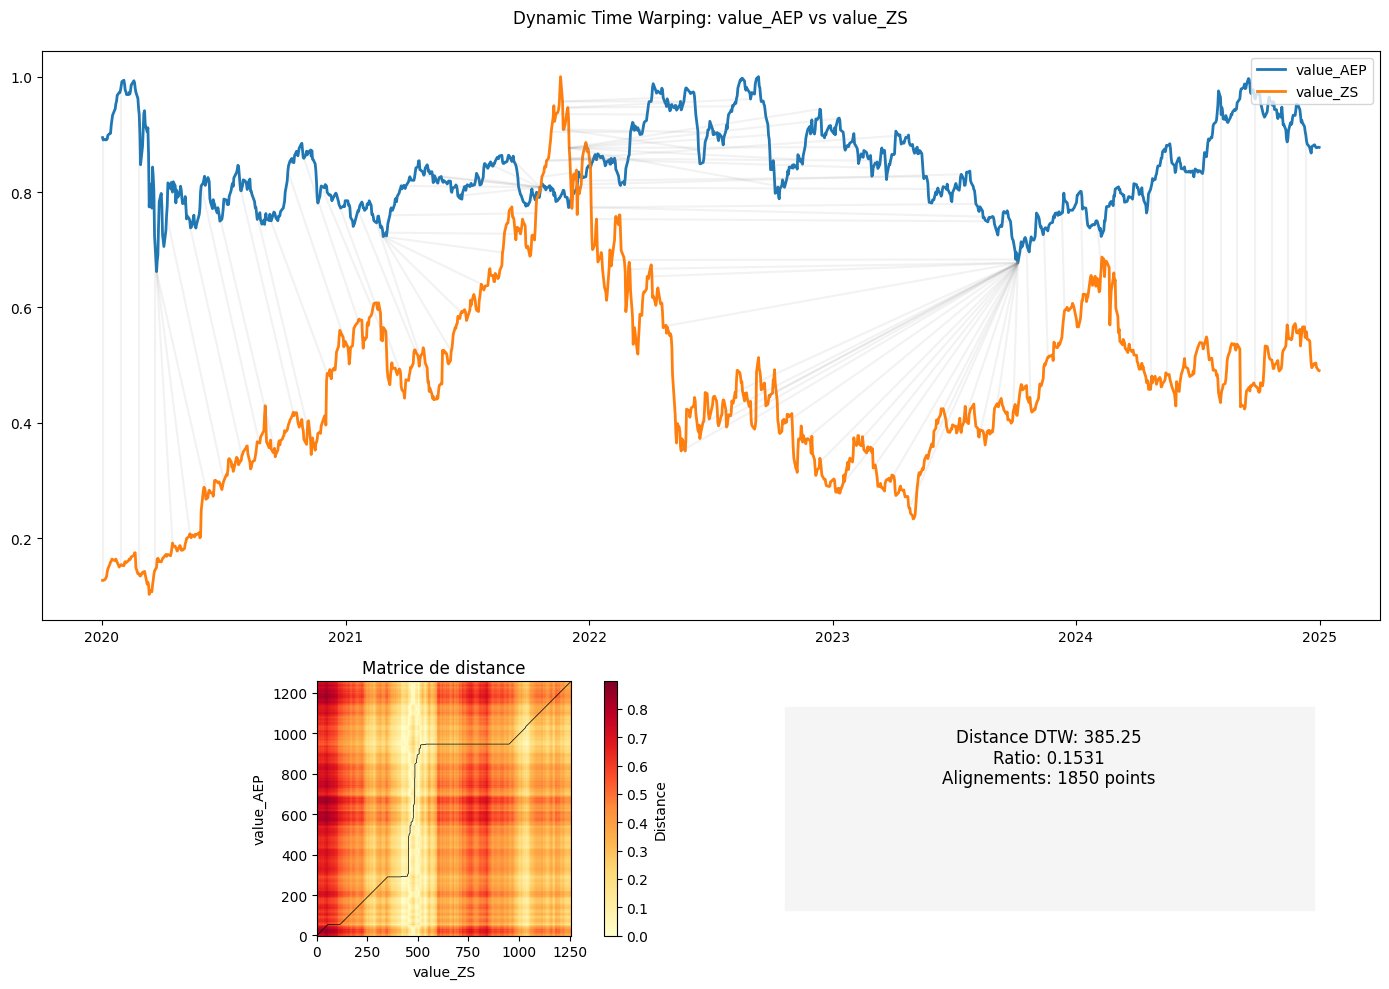 Dynamic Time Warping: value_AEP vs value_ZS
1.0
0.8
0.6
0.4
0.2
value_AEP
value_ZS
2020 2021 2022 2023 2024 2025
Matrice de distance
1200
1000
800
600
400
200
0
value_AEP
0 250 500 750 1000 1250
value_ZS
0.8
0.7
0.6
0.5
0.4
0.3
0.2
0.1
0.0
Distance
Distance DTW: 385.25
Ratio: 0.1531
Alignements: 1850 points